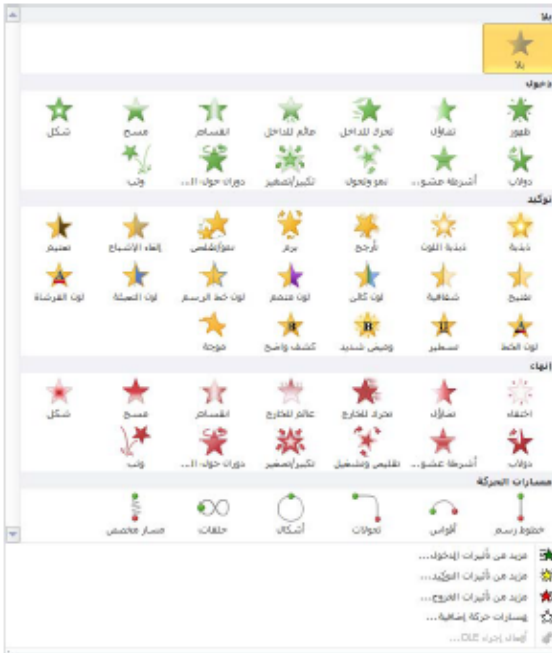 بلا
بلا
دخول
ظهور تضاؤل تحرك للداخل عائم للداخل انقسام مسح شكل
دولاب أشرطة عشو... نمو وتحول تكبير/تصغير دوران حول ال... وثب
توكيد
ذبذبة ذبذبة اللون تأرجح برم نمو/تقلص إلغاء الإشباع تعتيم
تفتيح شفافية لون كائن لون متمم لون خط الرسم لون التعبئة لون الفرشاة
لون الخط تسطير وميض شديد كشف واضح موجة
إنهاء
اختفاء تضاؤل تحرك للخارج عائم للخارج انقسام مسح شكل
دولاب أشرطة عشو... تقليص وتشغيل تكبير/تصغير دوران حول ال... وثب
مسارات الحركة
خطوط رسم أقواس تحولات أشكال حلقات مسار مخصص
مزيد من تأثيرات الدخول...
مزيد من تأثيرات التوكيد...
مزيد من تأثيرات الخروج...
مسارات حركة إضافية...
أفعال إجراء OLE...